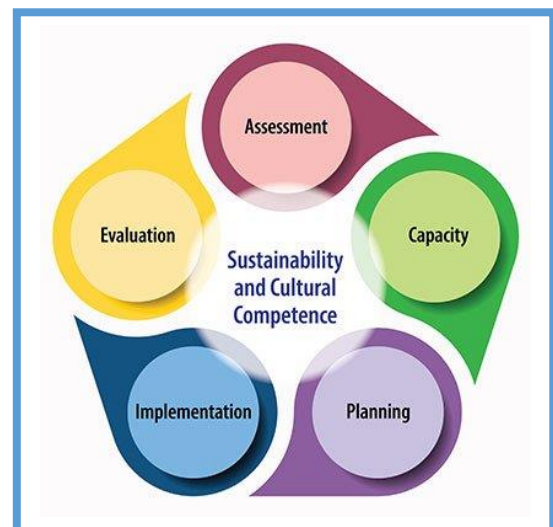 Assessment
Capacity
Planning
Implementation
Evaluation
Sustainability
and Cultural
Competence